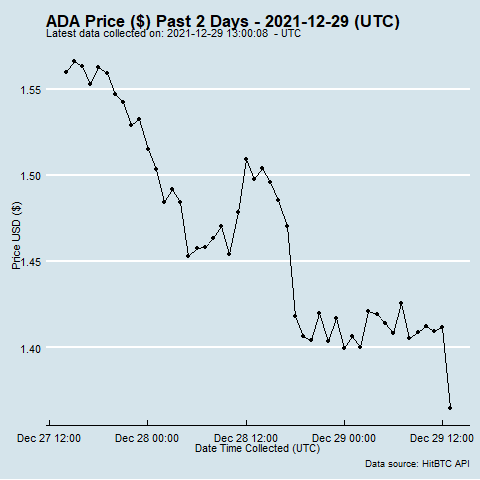 ADA Price ($) Past 2 Days - 2021-12-29 (UTC)
Latest data collected on: 2021-12-29 13:00:08  - UTC
1.55
1.50
1.45
1.40
Price USD ($)
Dec 27 12:00 Dec 28 00:00 Dec 28 12:00 Dec 29 00:00 Dec 29 12:00
Date Time Collected (UTC)
Data source: HitBTC API